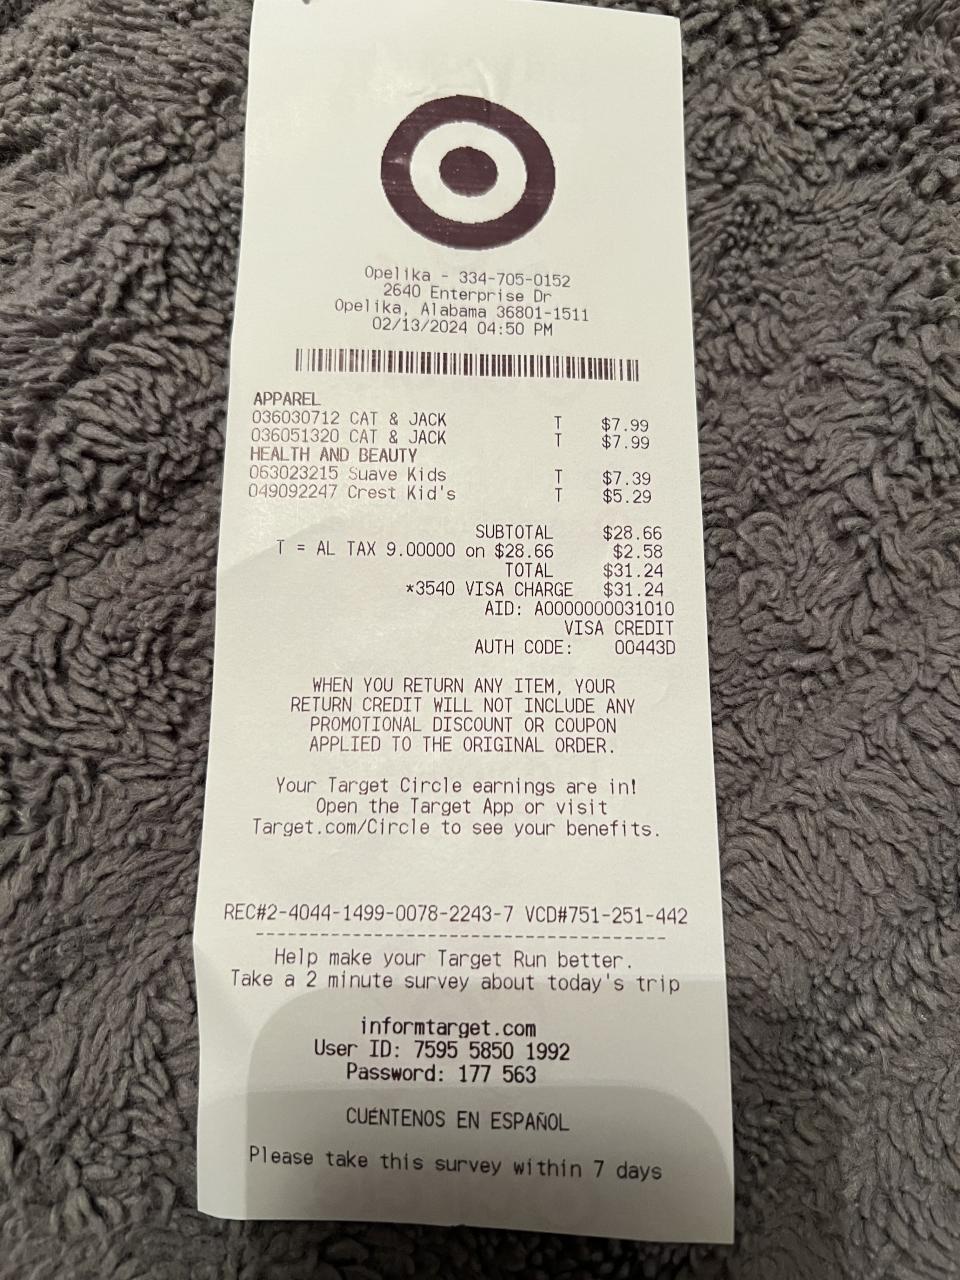 Opelika - 334-705-0152
2640 Enterprise Dr
Opelika, Alabama 36801-1511
02/13/2024 04:50 PM
APPAREL
036030712 CAT & JACK T $7.99
036051320 CAT & JACK T $7.99
HEALTH AND BEAUTY
063023215 Suave Kids T $7.39
049092247 Crest Kid's T $5.29
SUBTOTAL $28.66
T = AL TAX 9.00000 on $28.66 $2.58
TOTAL $31.24
*3540 VISA CHARGE $31.24
AID: A0000000031010
VISA CREDIT
AUTH CODE: 00443D
WHEN YOU RETURN ANY ITEM, YOUR
RETURN CREDIT WILL NOT INCLUDE ANY
PROMOTIONAL DISCOUNT OR COUPON
APPLIED TO THE ORIGINAL ORDER.
Your Target Circle earnings are in!
Open the Target App or visit
Target.com/Circle to see your benefits.
REC#2-4044-1499-0078-2243-7 VCD#751-251-442
Help make your Target Run better.
Take a 2 minute survey about today's trip
informtarget.com
User ID: 7595 5850 1992
Password: 177 563
CUÉNTENOS EN ESPAÑOL
Please take this survey within 7 days